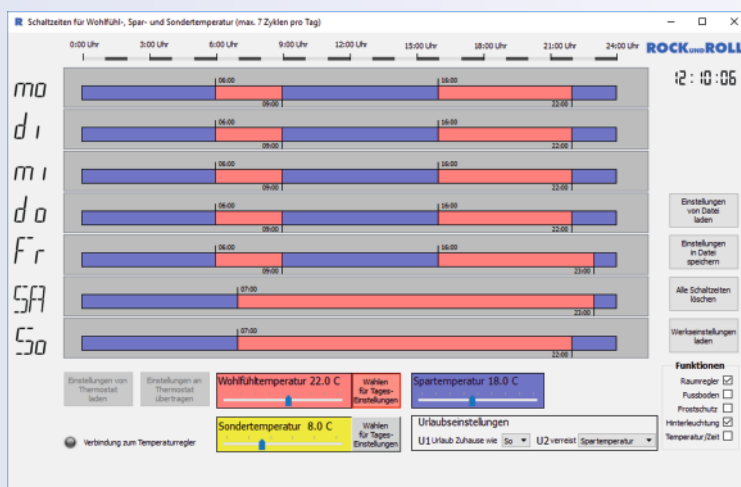 Schaltzeiten für Wohlfühl-, Spar- und Sondertemperatur (max. 7 Zyklen pro Tag)
0:00 Uhr 3:00 Uhr 6:00 Uhr 9:00 Uhr 12:00 Uhr 15:00 Uhr 18:00 Uhr 21:00 Uhr 24:00 Uhr
ROCK UND ROLL
12:10:06
mo 06:00 16:00
09:00 22:00
di 06:00 16:00
09:00 22:00
mi 06:00 16:00
09:00 22:00
do 06:00 16:00
09:00 22:00
Fr 06:00 16:00
09:00 23:00
SA 07:00
23:00
So 07:00
22:00
Einstellungen
von Datei
laden
Einstellungen
in Datei
speichern
Alle Schaltzeiten
löschen
Werkseinstellungen
laden
Einstellungen von
Thermostat
laden
Einstellungen an
Thermostat
übertragen
Wohlfühltemperatur 22.0 C
Wahlen
für Tages-
Einstellungen
Spartemperatur 18.0 C
Verbindung zum Temperaturregler
Sondertemperatur 8.0 C
Wahlen
für Tages-
Einstellungen
Urlaubseinstellungen
U1 Urlaub Zuhause wie So U2 verreist Spartemperatur
Funktionen
Raumregler
Fussboden
Frostschutz
Hinterleuchtung
Temperatur/Zeit